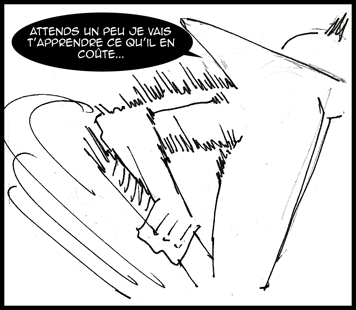 ATTENDS UN PEU JE VAIS
T'APPRENDRE CE QU'IL EN
COÛTE...